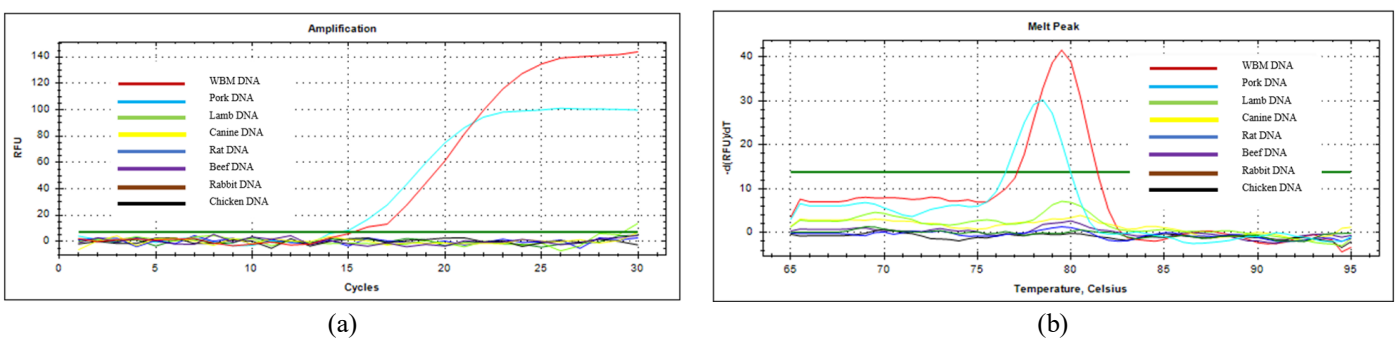 Amplification
140
120
100
80
60
40
20
0
RFU
WBM DNA
Pork DNA
Lamb DNA
Canine DNA
Rat DNA
Beef DNA
Rabbit DNA
Chicken DNA
0 5 10 15 20 25 30
Cycles
(a)
Melt Peak
40
30
20
10
0
-d(RFU)/dT
WBM DNA
Pork DNA
Lamb DNA
Canine DNA
Rat DNA
Beef DNA
Rabbit DNA
Chicken DNA
65 70 75 80 85 90 95
Temperature, Celsius
(b)